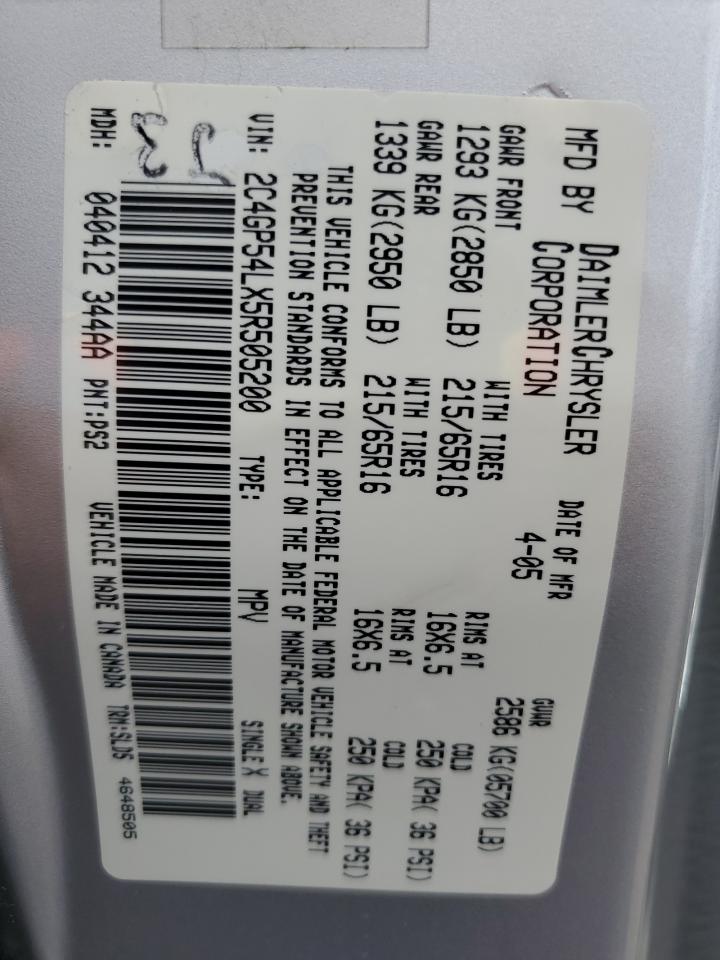 MFD BY DAIMLERCHRYSLER CORPORATION DATE OF MFR 4-05 GVWR 2586 KG(05700 LB)
GAWR FRONT WITH TIRES RIMS AT COLD
1293 KG(2850 LB) 215/65R16 16X6.5 250 KPA( 36 PSI)
GAWR REAR WITH TIRES RIMS AT COLD
1339 KG(2950 LB) 215/65R16 16X6.5 250 KPA( 36 PSI)
THIS VEHICLE CONFORMS TO ALL APPLICABLE FEDERAL MOTOR VEHICLE SAFETY AND THEFT
PREVENTION STANDARDS IN EFFECT ON THE DATE OF MANUFACTURE SHOWN ABOVE.
VIN: 2C4GP54LX5R505200 TYPE: MPV SINGLE X DUAL
MDH: 040412 344AA PNT:PS2 VEHICLE MADE IN CANADA TRM:SLJS 4648505